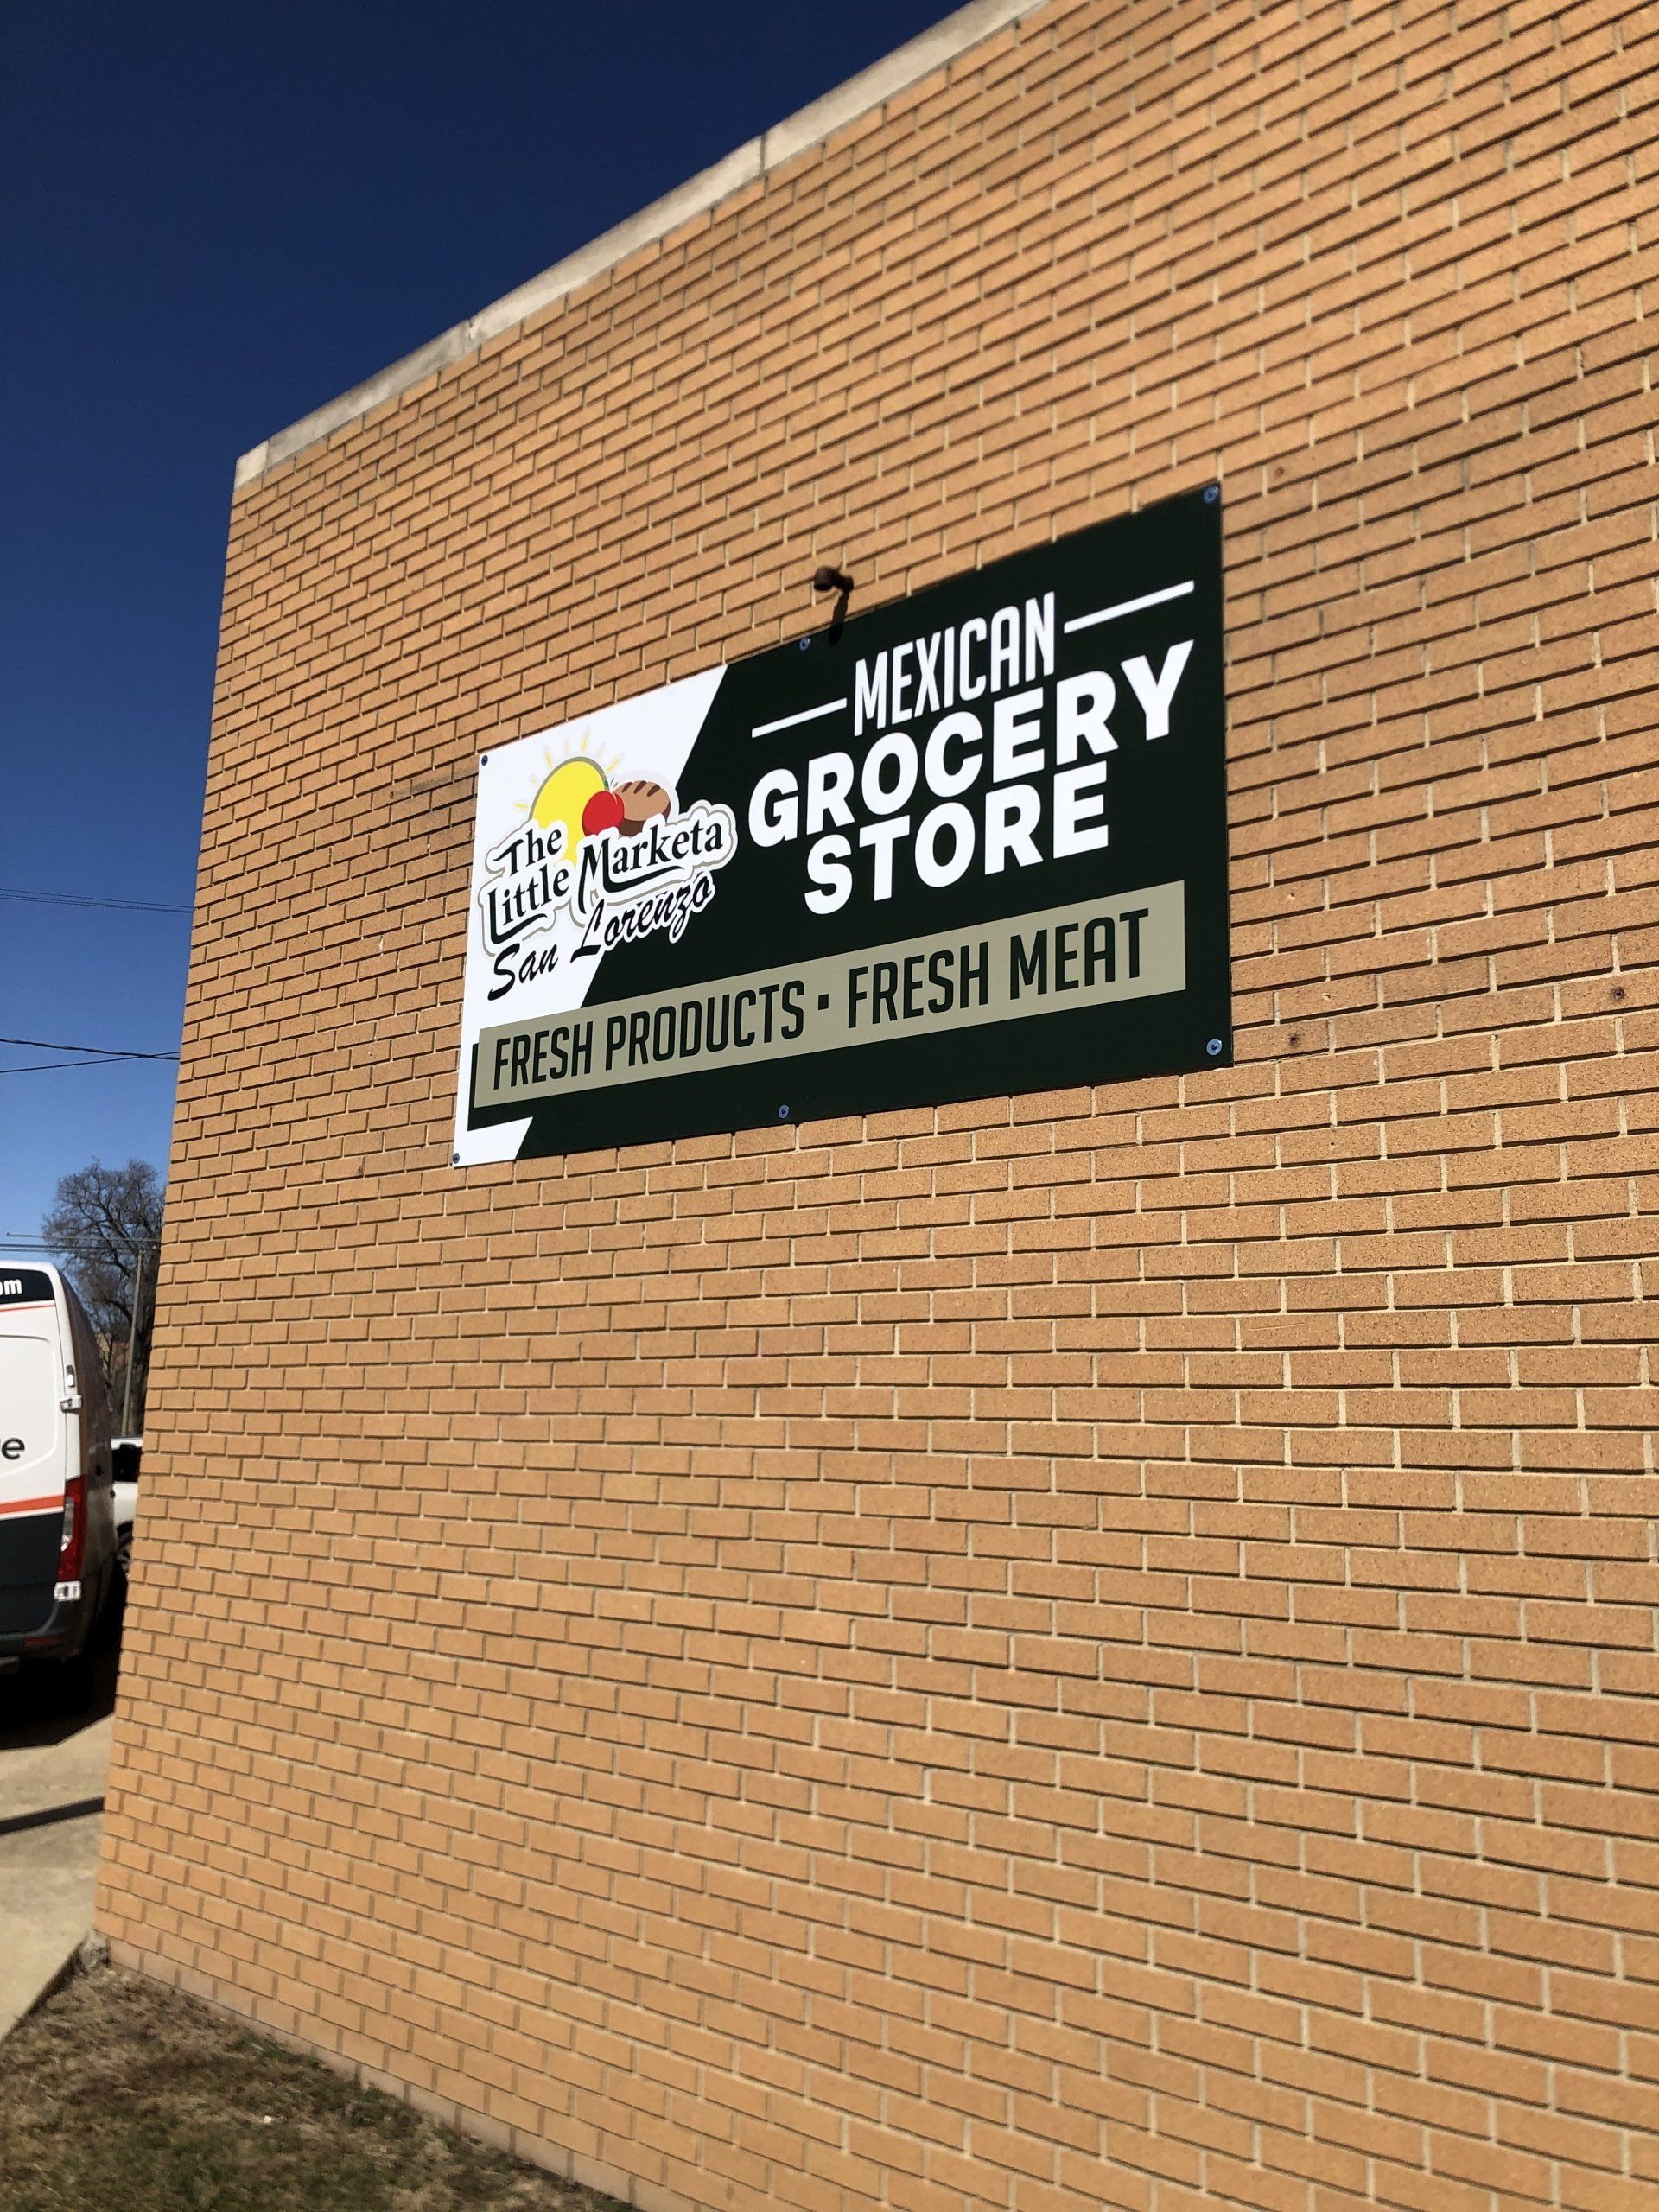 The
Little Marketa
San Lorenzo
MEXICAN
GROCERY
STORE
FRESH PRODUCTS · FRESH MEAT